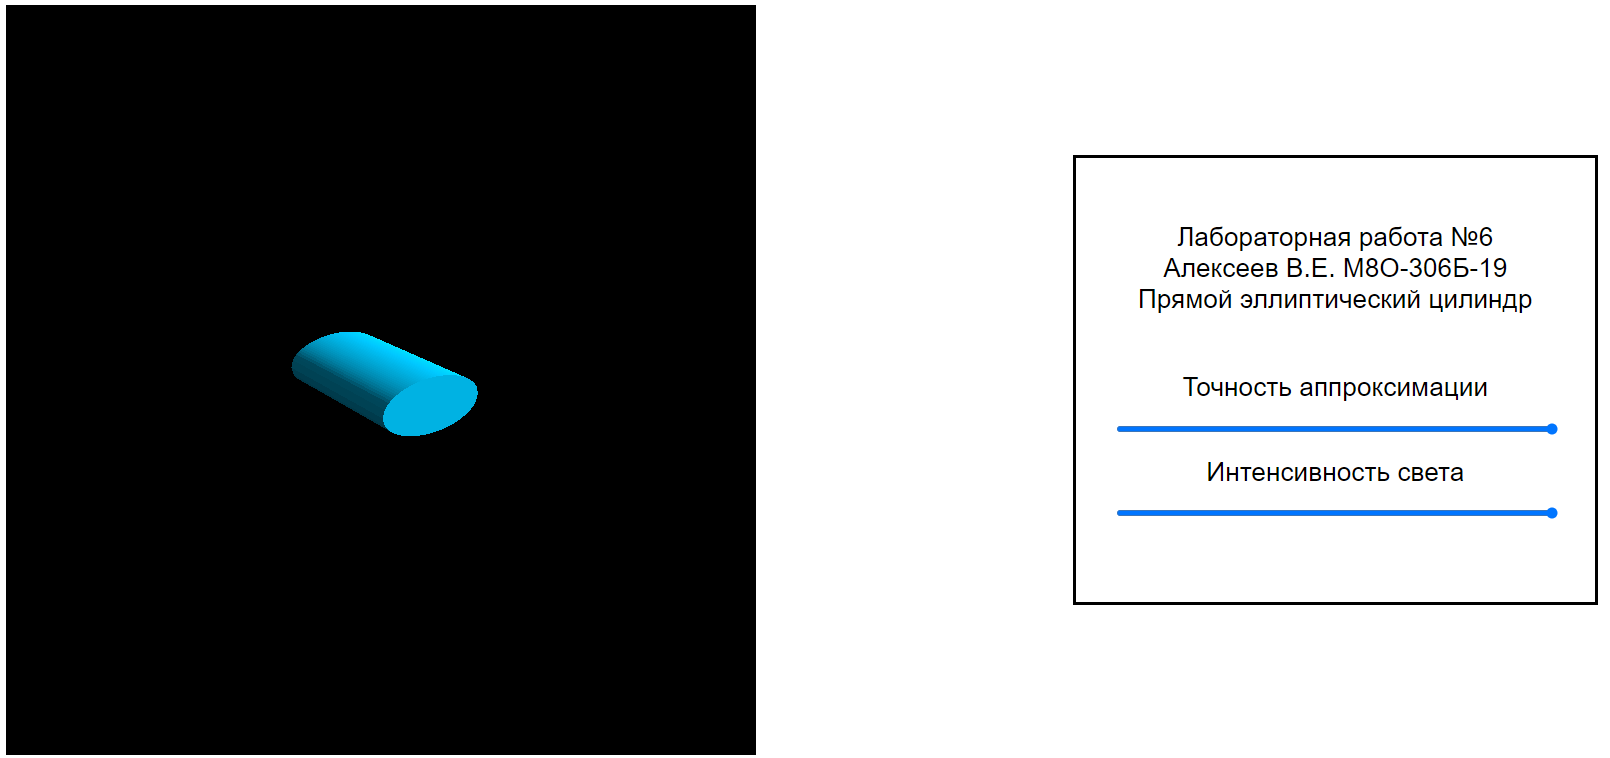 Лабораторная работа №6
Алексеев В.Е. М8О-306Б-19
Прямой эллиптический цилиндр
Точность аппроксимации
Интенсивность света